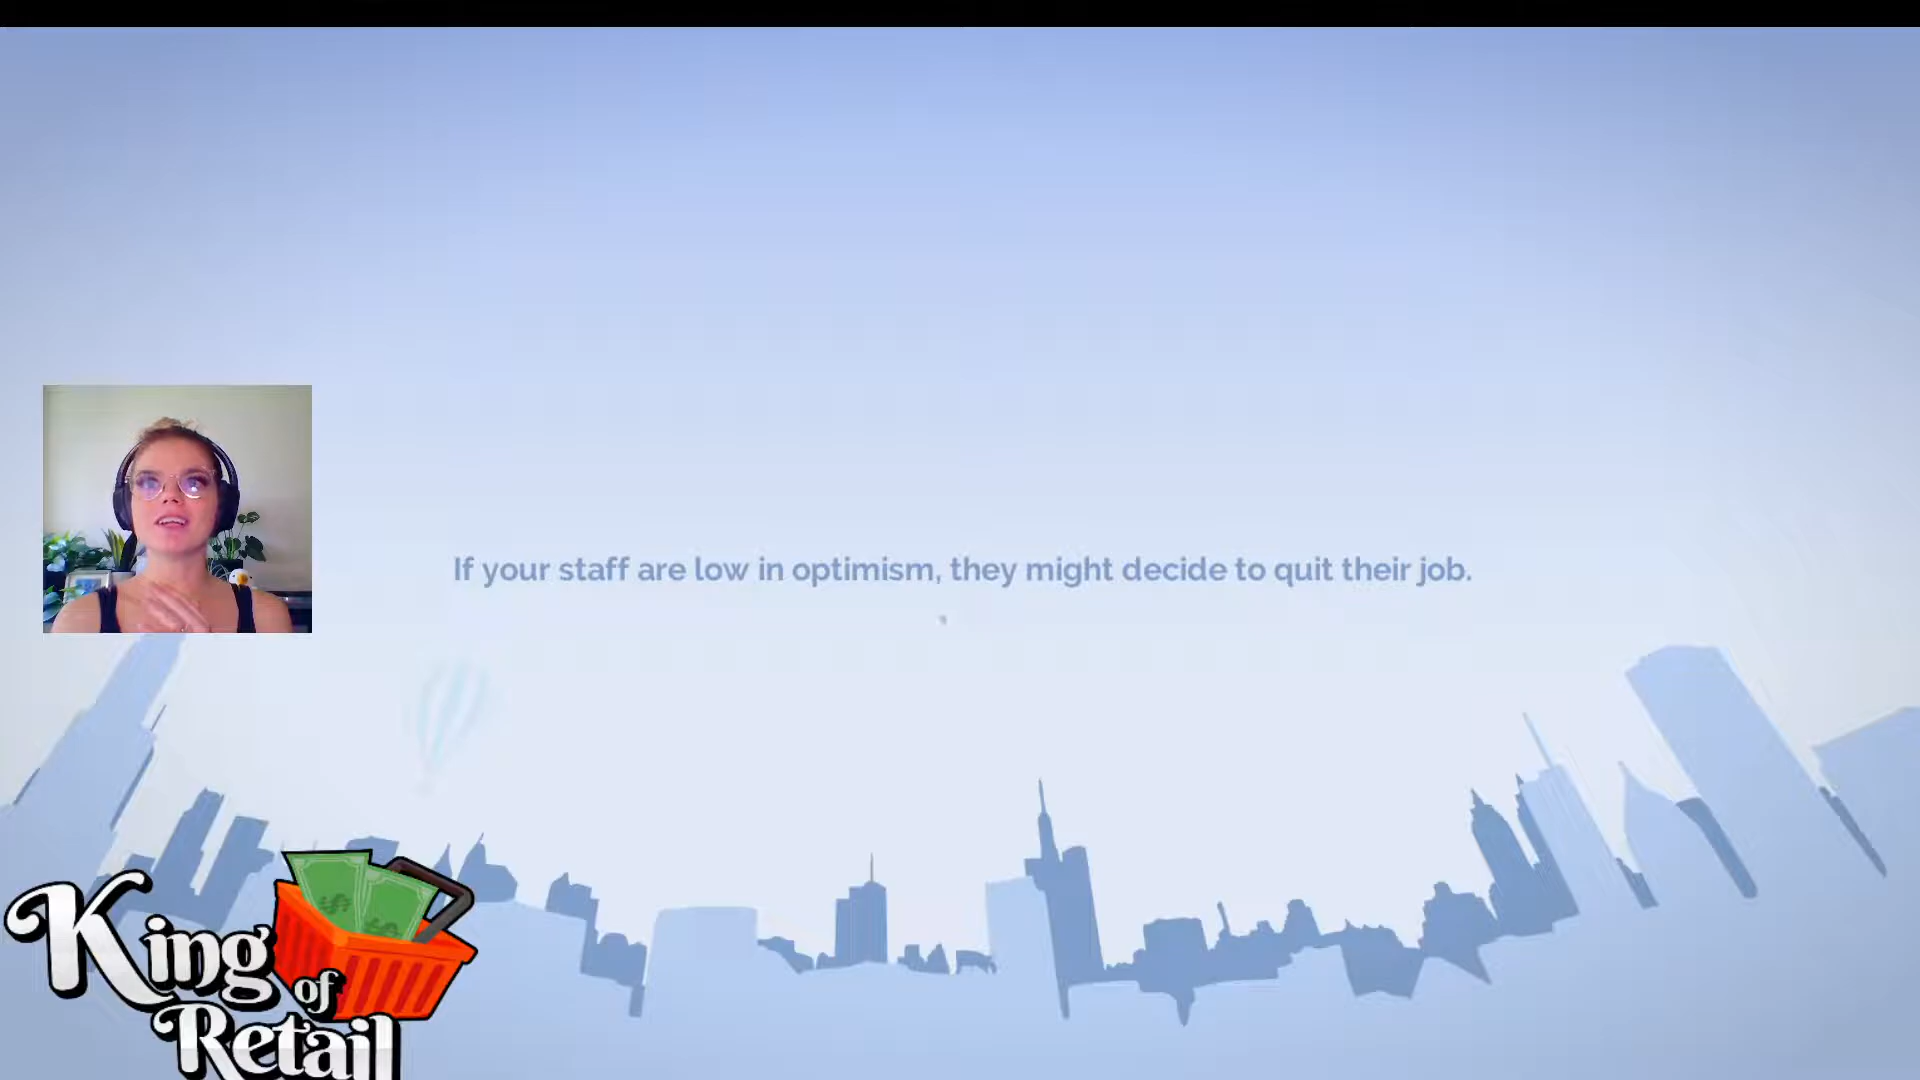 If your staff are low in optimism, they might decide to quit their job.
King
of
Retail